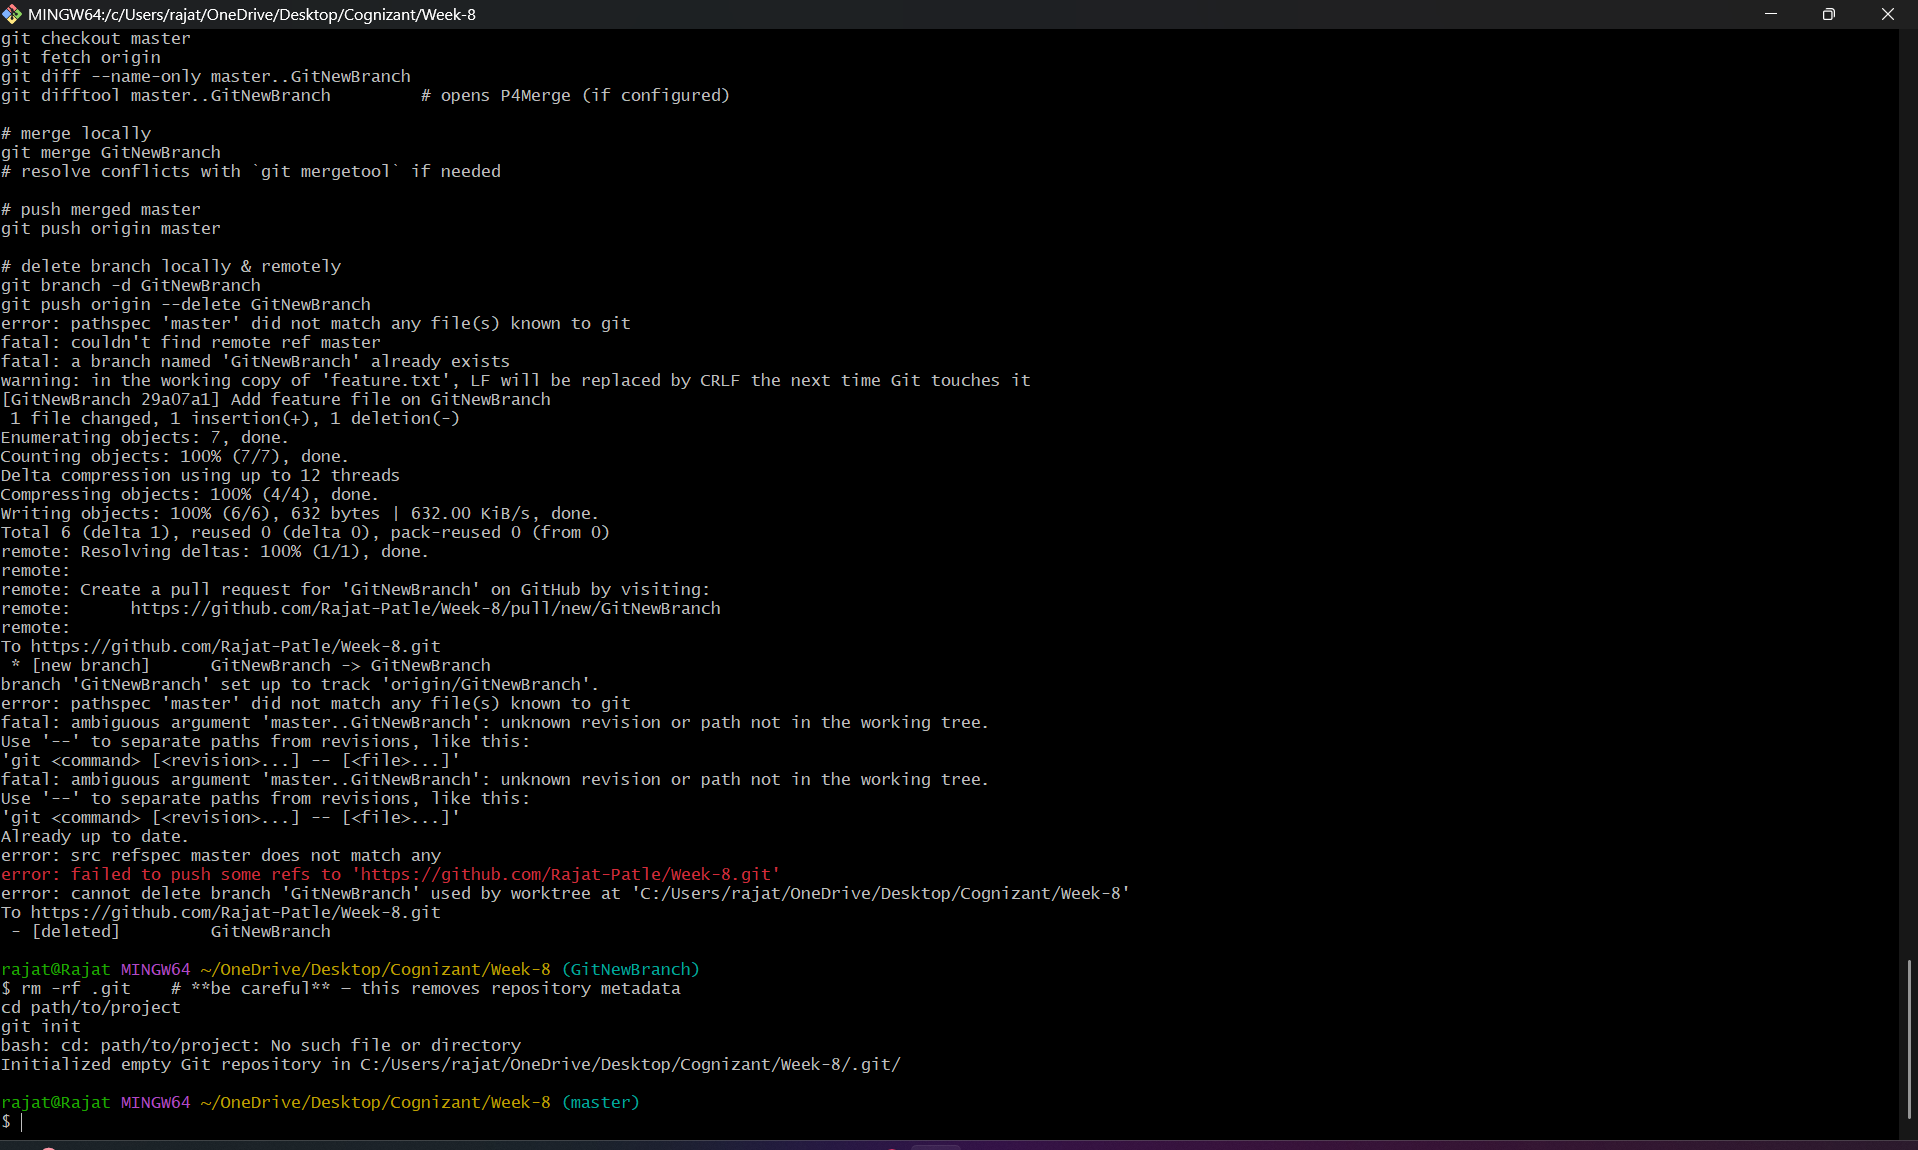 MINGW64:/c/Users/rajat/OneDrive/Desktop/Cognizant/Week-8
git checkout master
git fetch origin
git diff --name-only master..GitNewBranch
git difftool master..GitNewBranch         # opens P4Merge (if configured)

# merge locally
git merge GitNewBranch
# resolve conflicts with `git mergetool` if needed

# push merged master
git push origin master

# delete branch locally & remotely
git branch -d GitNewBranch
git push origin --delete GitNewBranch
error: pathspec 'master' did not match any file(s) known to git
fatal: couldn't find remote ref master
fatal: a branch named 'GitNewBranch' already exists
warning: in the working copy of 'feature.txt', LF will be replaced by CRLF the next time Git touches it
[GitNewBranch 29a07a1] Add feature file on GitNewBranch
 1 file changed, 1 insertion(+), 1 deletion(-)
Enumerating objects: 7, done.
Counting objects: 100% (7/7), done.
Delta compression using up to 12 threads
Compressing objects: 100% (4/4), done.
Writing objects: 100% (6/6), 632 bytes | 632.00 KiB/s, done.
Total 6 (delta 1), reused 0 (delta 0), pack-reused 0 (from 0)
remote: Resolving deltas: 100% (1/1), done.
remote:
remote: Create a pull request for 'GitNewBranch' on GitHub by visiting:
remote:      https://github.com/Rajat-Patle/Week-8/pull/new/GitNewBranch
remote:
To https://github.com/Rajat-Patle/Week-8.git
 * [new branch]      GitNewBranch -> GitNewBranch
branch 'GitNewBranch' set up to track 'origin/GitNewBranch'.
error: pathspec 'master' did not match any file(s) known to git
fatal: ambiguous argument 'master..GitNewBranch': unknown revision or path not in the working tree.
Use '--' to separate paths from revisions, like this:
'git <command> [<revision>...] -- [<file>...]'
fatal: ambiguous argument 'master..GitNewBranch': unknown revision or path not in the working tree.
Use '--' to separate paths from revisions, like this:
'git <command> [<revision>...] -- [<file>...]'
Already up to date.
error: src refspec master does not match any
error: failed to push some refs to 'https://github.com/Rajat-Patle/Week-8.git'
error: cannot delete branch 'GitNewBranch' used by worktree at 'C:/Users/rajat/OneDrive/Desktop/Cognizant/Week-8'
To https://github.com/Rajat-Patle/Week-8.git
 - [deleted]         GitNewBranch

rajat@Rajat MINGW64 ~/OneDrive/Desktop/Cognizant/Week-8 (GitNewBranch)
$ rm -rf .git    # **be careful** – this removes repository metadata
cd path/to/project
git init
bash: cd: path/to/project: No such file or directory
Initialized empty Git repository in C:/Users/rajat/OneDrive/Desktop/Cognizant/Week-8/.git/

rajat@Rajat MINGW64 ~/OneDrive/Desktop/Cognizant/Week-8 (master)
$